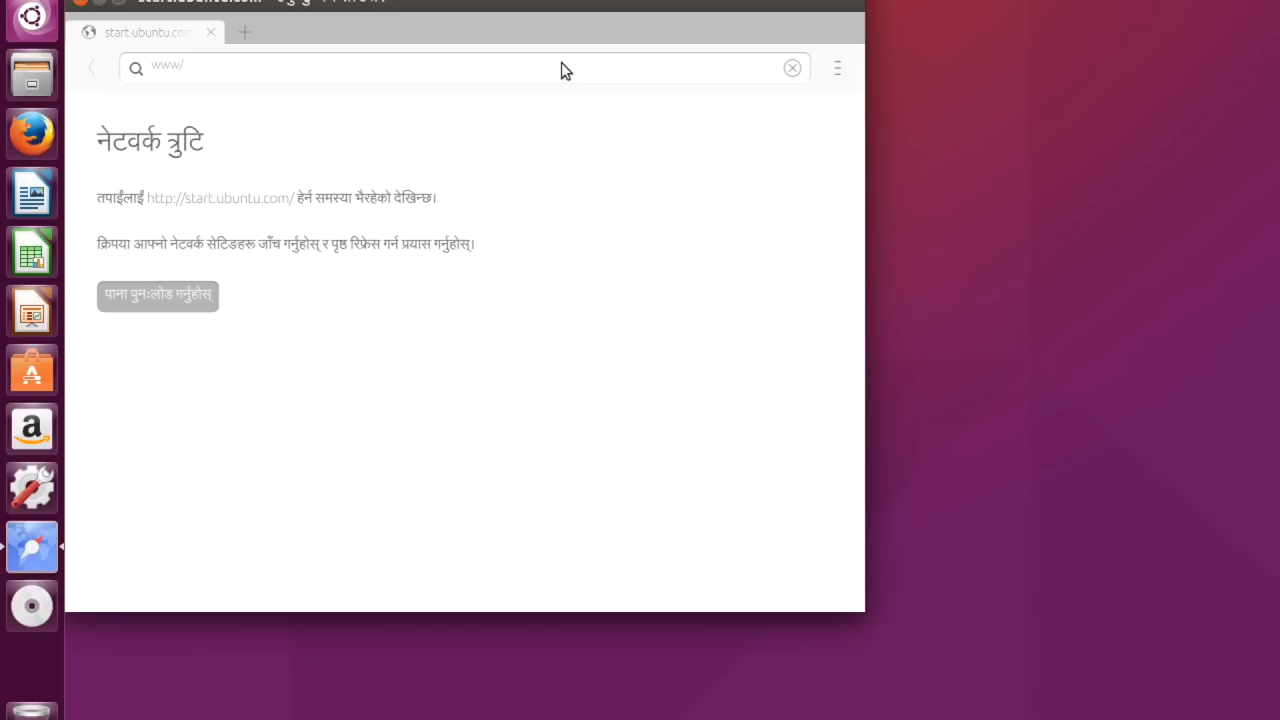 start.ubuntu.com
www/
नेटवर्क त्रुटि
तपाईंलाईं http://start.ubuntu.com/ हेर्न समस्या भैरहेको देखिन्छ।
क्रिपया आफ्नो नेटवर्क सेटिङहरू जाँच गर्नुहोस् र पृष्ठ रिफ्रेस गर्न प्रयास गर्नुहोस्।
पाना पुनःलोड गर्नुहोस्